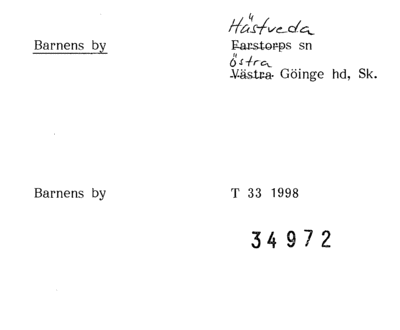 Hästveda
Barnens by Farstorps sn
östra
Västra Göinge hd, Sk.
Barnens by T 33 1998
34972